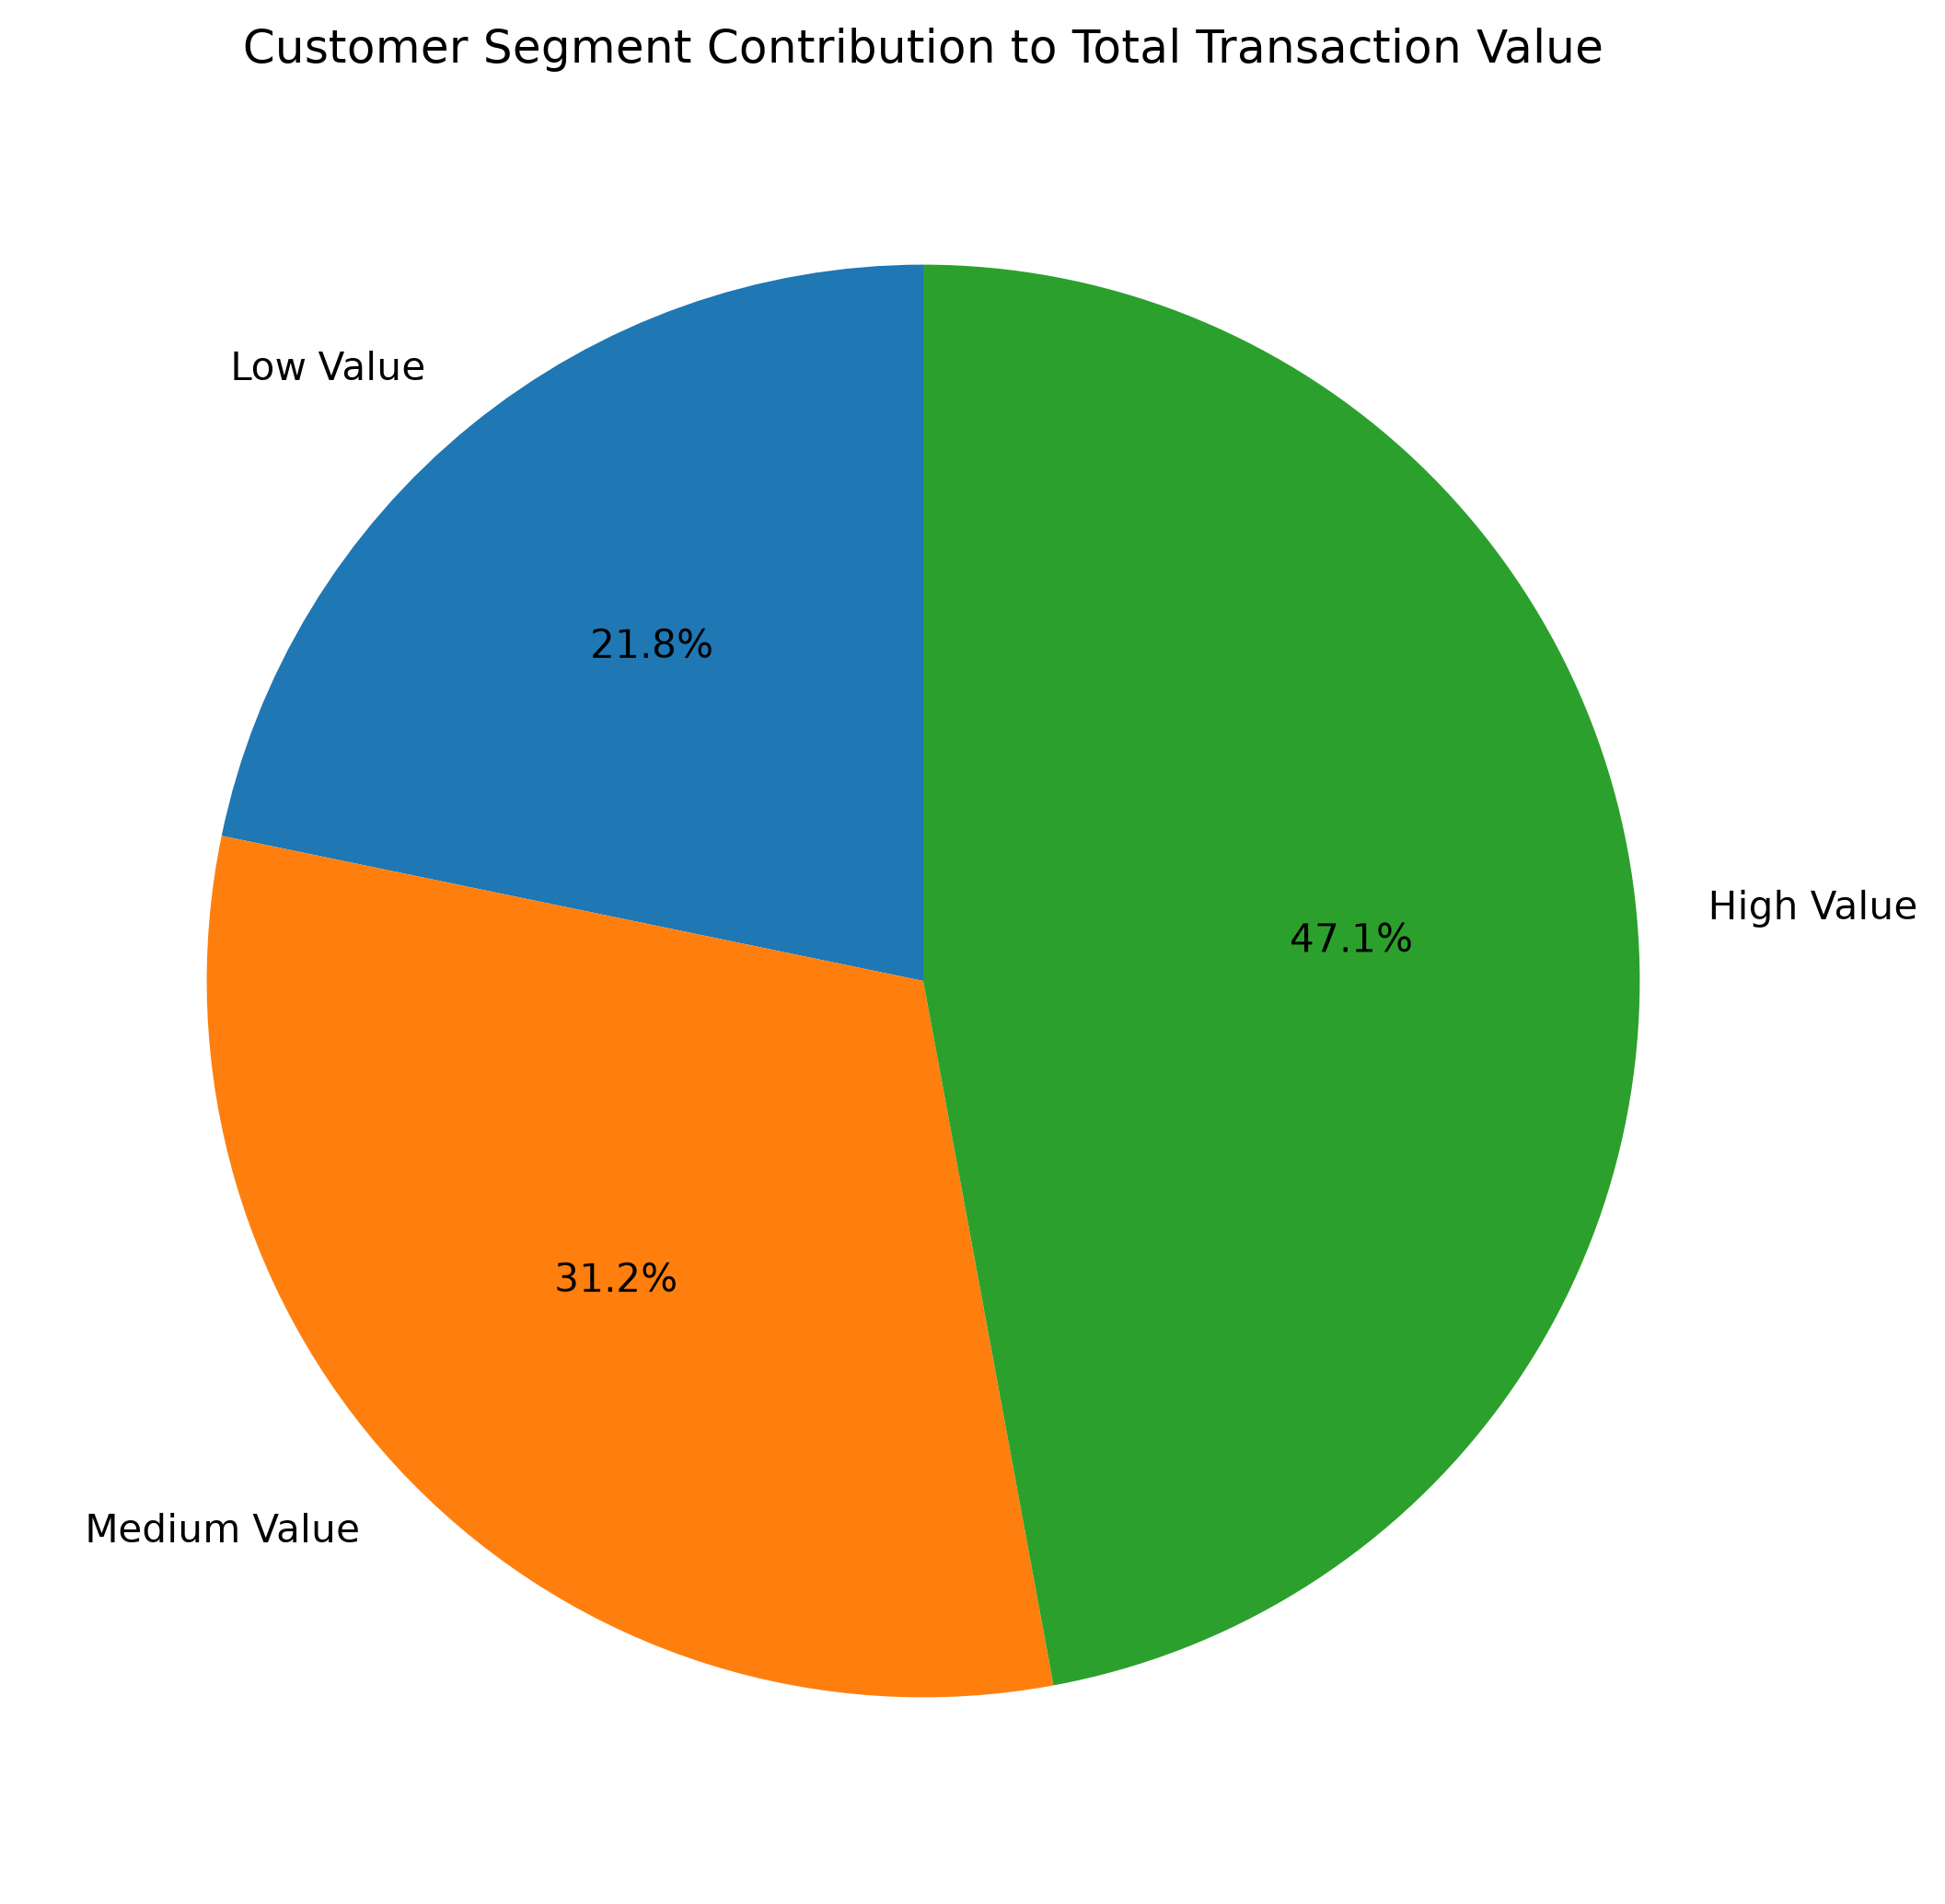 Customer Segment Contribution to Total Transaction Value
Low Value
21.8%
High Value
47.1%
31.2%
Medium Value